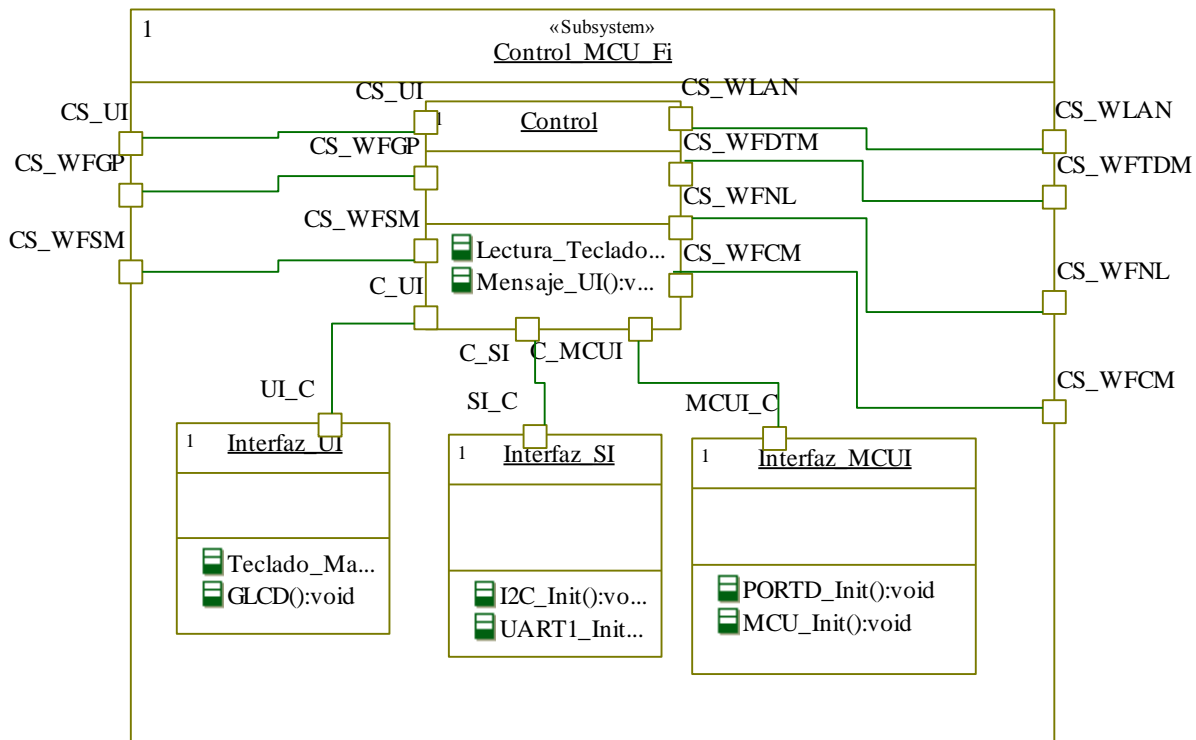 1
«Subsystem»
Control_MCU_Fi
CS_UI
CS_WFGP
CS_WFSM
CS_UI
CS_WFGP
CS_WFSM
C_UI
1
Control
Lectura_Teclado...
Mensaje_UI():v...
CS_WLAN
CS_WFDTM
CS_WFNL
CS_WFCM
CS_WLAN
CS_WFTDM
CS_WFNL
CS_WFCM
C_SI
C_MCUI
UI_C
SI_C
MCUI_C
1
Interfaz_UI
Teclado_Ma...
GLCD():void
1
Interfaz_SI
I2C_Init():vo...
UART1_Init...
1
Interfaz_MCUI
PORTD_Init():void
MCU_Init():void